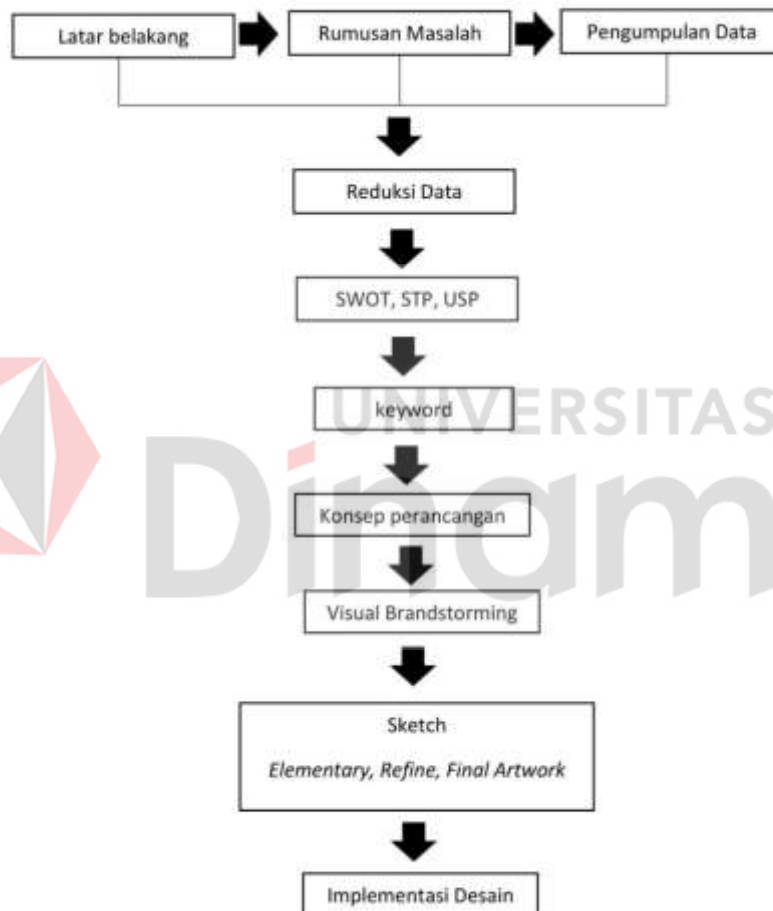 Latar belakang
Rumusan Masalah
Pengumpulan Data
Reduksi Data
SWOT, STP, USP
keyword
UNIVERSITAS
Dinam
Konsep perancangan
Visual Brandstorming
Sketch
Elementary, Refine, Final Artwork
Implementasi Desain